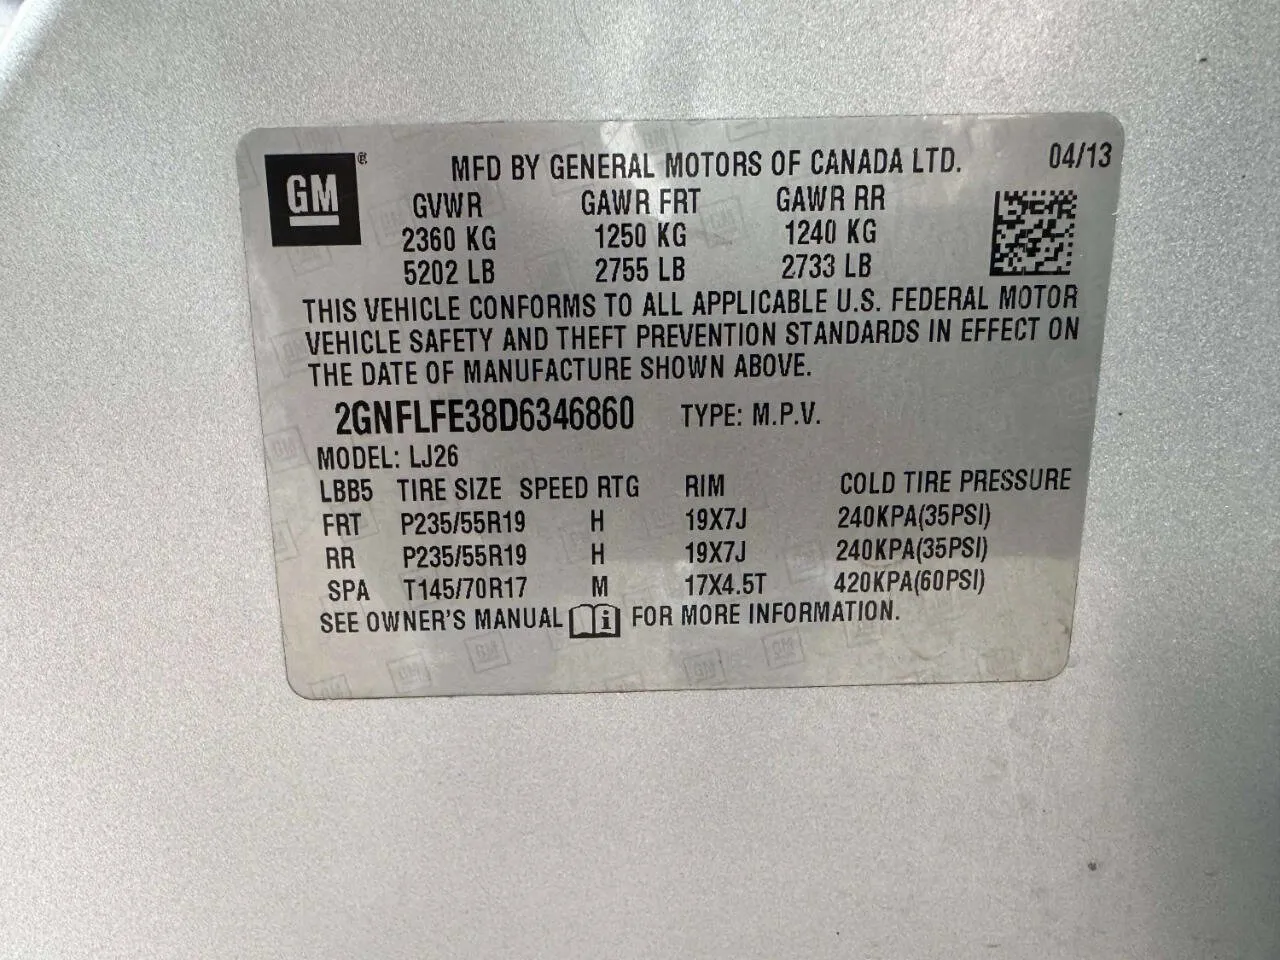 GM ® MFD BY GENERAL MOTORS OF CANADA LTD. 04/13
GVWR GAWR FRT GAWR RR
2360 KG 1250 KG 1240 KG
5202 LB 2755 LB 2733 LB
THIS VEHICLE CONFORMS TO ALL APPLICABLE U.S. FEDERAL MOTOR
VEHICLE SAFETY AND THEFT PREVENTION STANDARDS IN EFFECT ON
THE DATE OF MANUFACTURE SHOWN ABOVE.
2GNFLFE38D6346860 TYPE: M.P.V.
MODEL: LJ26
LBB5 TIRE SIZE SPEED RTG RIM COLD TIRE PRESSURE
FRT P235/55R19 H 19X7J 240KPA(35PSI)
RR P235/55R19 H 19X7J 240KPA(35PSI)
SPA T145/70R17 M 17X4.5T 420KPA(60PSI)
SEE OWNER'S MANUAL i FOR MORE INFORMATION.